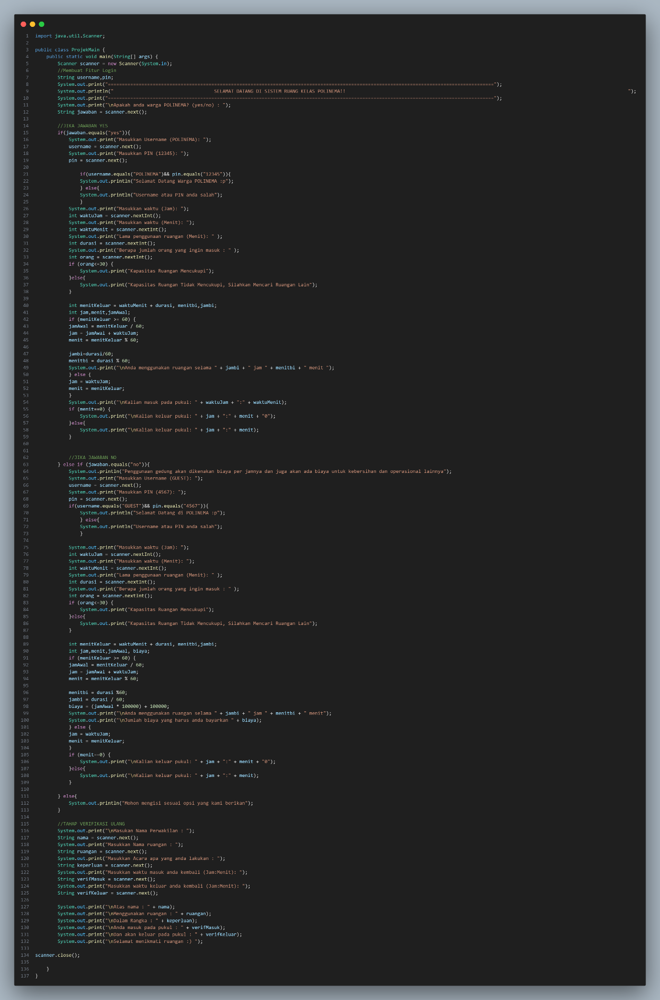 1 import java.util.Scanner;
2
3 public class ProjekMain {
4 public static void main(String[] args) {
5 Scanner scanner = new Scanner(System.in);
6 //Membuat Fitur Login
7 String username,pin;
8 System.out.print("==========================================================================================================================================");
9 System.out.println(" SELAMAT DATANG DI SISTEM RUANG KELAS POLINEMA!! ");
10 System.out.print("==========================================================================================================================================");
11 System.out.print("\nApakah anda warga POLINEMA? (yes/no) : ");
12 String jawaban = scanner.next();
13
14 //JIKA JAWABAN YES
15 if(jawaban.equals("yes")){
16 System.out.print("Masukkan Username (POLINEMA): ");
17 username = scanner.next();
18 System.out.print("Masukkan PIN (12345): ");
19 pin = scanner.next();
20
21 if(username.equals("POLINEMA")&& pin.equals("12345")){
22 System.out.println("Selamat Datang Warga POLINEMA :p");
23 } else{
24 System.out.println("Username atau PIN anda salah");
25 }
26 System.out.print("Masukkan waktu (Jam): ");
27 int waktuJam = scanner.nextInt();
28 System.out.print("Masukkan waktu (Menit): ");
29 int waktuMenit = scanner.nextInt();
30 System.out.print("Lama penggunaan ruangan (Menit): " );
31 int durasi = scanner.nextInt();
32 System.out.print("Berapa jumlah orang yang ingin masuk : " );
33 int orang = scanner.nextInt();
34 if (orang<=30) {
35 System.out.print("Kapasitas Ruangan Mencukupi");
36 }else{
37 System.out.print("Kapasitas Ruangan Tidak Mencukupi, Silahkan Mencari Ruangan Lain");
38 }
39
40 int menitKeluar = waktuMenit + durasi, menitbi,jambi;
41 int jam,menit,jamAwal;
42 if (menitKeluar >= 60) {
43 jamAwal = menitKeluar / 60;
44 jam = jamAwal + waktuJam;
45 menit = menitKeluar % 60;
46
47 jambi=durasi/60;
48 menitbi = durasi % 60;
49 System.out.print("\nAnda menggunakan ruangan selama " + jambi + " jam " + menitbi + " menit ");
50 } else {
51 jam = waktuJam;
52 menit = menitKeluar;
53 }
54 System.out.print("\nKalian masuk pada pukul: " + waktuJam + ":" + waktuMenit);
55 if (menit==0) {
56 System.out.print("\nKalian keluar pukul: " + jam + ":" + menit + "0");
57 }else{
58 System.out.print("\nKalian keluar pukul: " + jam + ":" + menit);
59 }
60
61
62 //JIKA JAWABAN NO
63 } else if (jawaban.equals("no")){
64 System.out.println("Penggunaan gedung akan dikenakan biaya per jamnya dan juga akan ada biaya untuk kebersihan dan operasional lainnya");
65 System.out.print("Masukkan Username (GUEST): ");
66 username = scanner.next();
67 System.out.print("Masukkan PIN (4567): ");
68 pin = scanner.next();
69 if(username.equals("GUEST")&& pin.equals("4567")){
70 System.out.println("Selamat Datang di POLINEMA :p");
71 } else{
72 System.out.println("Username atau PIN anda salah");
73 }
74
75 System.out.print("Masukkan waktu (Jam): ");
76 int waktuJam = scanner.nextInt();
77 System.out.print("Masukkan waktu (Menit): ");
78 int waktuMenit = scanner.nextInt();
79 System.out.print("Lama penggunaan ruangan (Menit): " );
80 int durasi = scanner.nextInt();
81 System.out.print("Berapa jumlah orang yang ingin masuk : " );
82 int orang = scanner.nextInt();
83 if (orang<=30) {
84 System.out.print("Kapasitas Ruangan Mencukupi");
85 }else{
86 System.out.print("Kapasitas Ruangan Tidak Mencukupi, Silahkan Mencari Ruangan Lain");
87 }
88
89 int menitKeluar = waktuMenit + durasi, menitbi,jambi;
90 int jam,menit,jamAwal, biaya;
91 if (menitKeluar >= 60) {
92 jamAwal = menitKeluar / 60;
93 jam = jamAwal + waktuJam;
94 menit = menitKeluar % 60;
95
96 menitbi = durasi %60;
97 jambi = durasi / 60;
98 biaya = (jamAwal * 100000) + 100000;
99 System.out.print("\nAnda menggunakan ruangan selama " + jambi + " jam " + menitbi + " menit");
100 System.out.print("\nJumlah biaya yang harus anda bayarkan " + biaya);
101 } else {
102 jam = waktuJam;
103 menit = menitKeluar;
104 }
105 if (menit==0) {
106 System.out.print("\nKalian keluar pukul: " + jam + ":" + menit + "0");
107 }else{
108 System.out.print("\nKalian keluar pukul: " + jam + ":" + menit);
109 }
110
111 } else{
112 System.out.println("Mohon mengisi sesuai opsi yang kami berikan");
113 }
114
115 //TAHAP VERIFIKASI ULANG
116 System.out.print("\nMasukan Nama Perwakilan : ");
117 String nama = scanner.next();
118 System.out.print("Masukkan Nama ruangan : ");
119 String ruangan = scanner.next();
120 System.out.print("Masukkan Acara apa yang anda lakukan : ");
121 String keperluan = scanner.next();
122 System.out.print("Masukkan waktu masuk anda kembali (Jam:Menit): ");
123 String verifMasuk = scanner.next();
124 System.out.print("Masukkan waktu keluar anda kembali (Jam:Menit): ");
125 String verifKeluar = scanner.next();
126
127 System.out.print("\nAtas nama : " + nama);
128 System.out.print("\nMenggunakan ruangan : " + ruangan);
129 System.out.print("\nDalam Rangka : " + keperluan);
130 System.out.print("\nAnda masuk pada pukul : " + verifMasuk);
131 System.out.print("\nDan akan keluar pada pukul : " + verifKeluar);
132 System.out.print("\nSelamat menikmati ruangan :) ");
133
134 scanner.close();
135
136 }
137 }